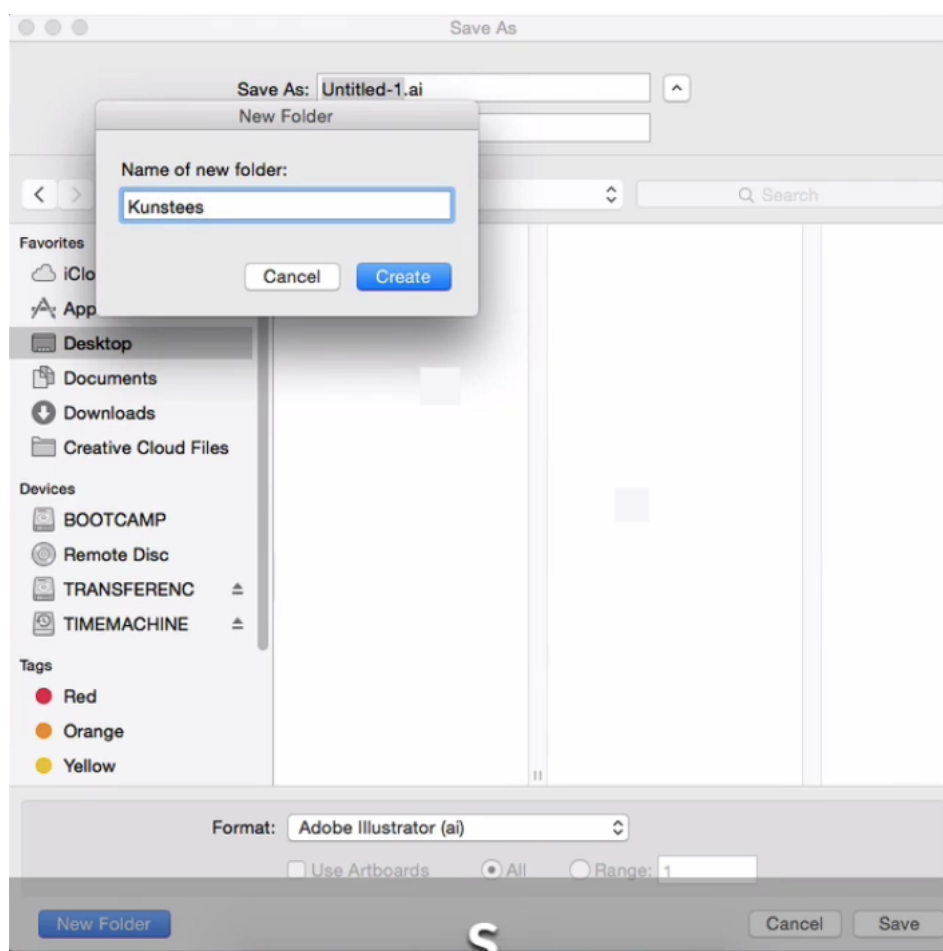 Save As
Save As: Untitled-1.ai
New Folder
Name of new folder:
Kunstees
Search
Cancel Create
Favorites
iClo
App
Desktop
Documents
Downloads
Creative Cloud Files
Devices
BOOTCAMP
Remote Disc
TRANSFERENC
TIMEMACHINE
Tags
Red
Orange
Yellow
Format: Adobe Illustrator (ai)
Use Artboards All Range: 1
New Folder Cancel Save
S